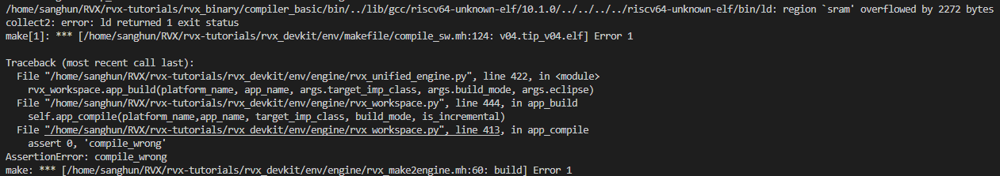 /home/sanghun/RVX/rvx-tutorials/rvx_binary/compiler_basic/bin/../lib/gcc/riscv64-unknown-elf/10.1.0/../../../../riscv64-unknown-elf/bin/ld: region `sram' overflowed by 2272 bytes
collect2: error: ld returned 1 exit status
make[1]: *** [/home/sanghun/RVX/rvx-tutorials/rvx_devkit/env/makefile/compile_sw.mh:124: v04.tip_v04.elf] Error 1
Traceback (most recent call last):
  File "/home/sanghun/RVX/rvx-tutorials/rvx_devkit/env/engine/rvx_unified_engine.py", line 422, in <module>
    rvx_workspace.app_build(platform_name, app_name, args.target_imp_class, args.build_mode, args.eclipse)
  File "/home/sanghun/RVX/rvx-tutorials/rvx_devkit/env/engine/rvx_workspace.py", line 444, in app_build
    self.app_compile(platform_name,app_name, target_imp_class, build_mode, is_incremental)
  File "/home/sanghun/RVX/rvx-tutorials/rvx_devkit/env/engine/rvx_workspace.py", line 413, in app_compile
    assert 0, 'compile_wrong'
AssertionError: compile_wrong
make: *** [/home/sanghun/RVX/rvx-tutorials/rvx_devkit/env/engine/rvx_make2engine.mh:60: build] Error 1